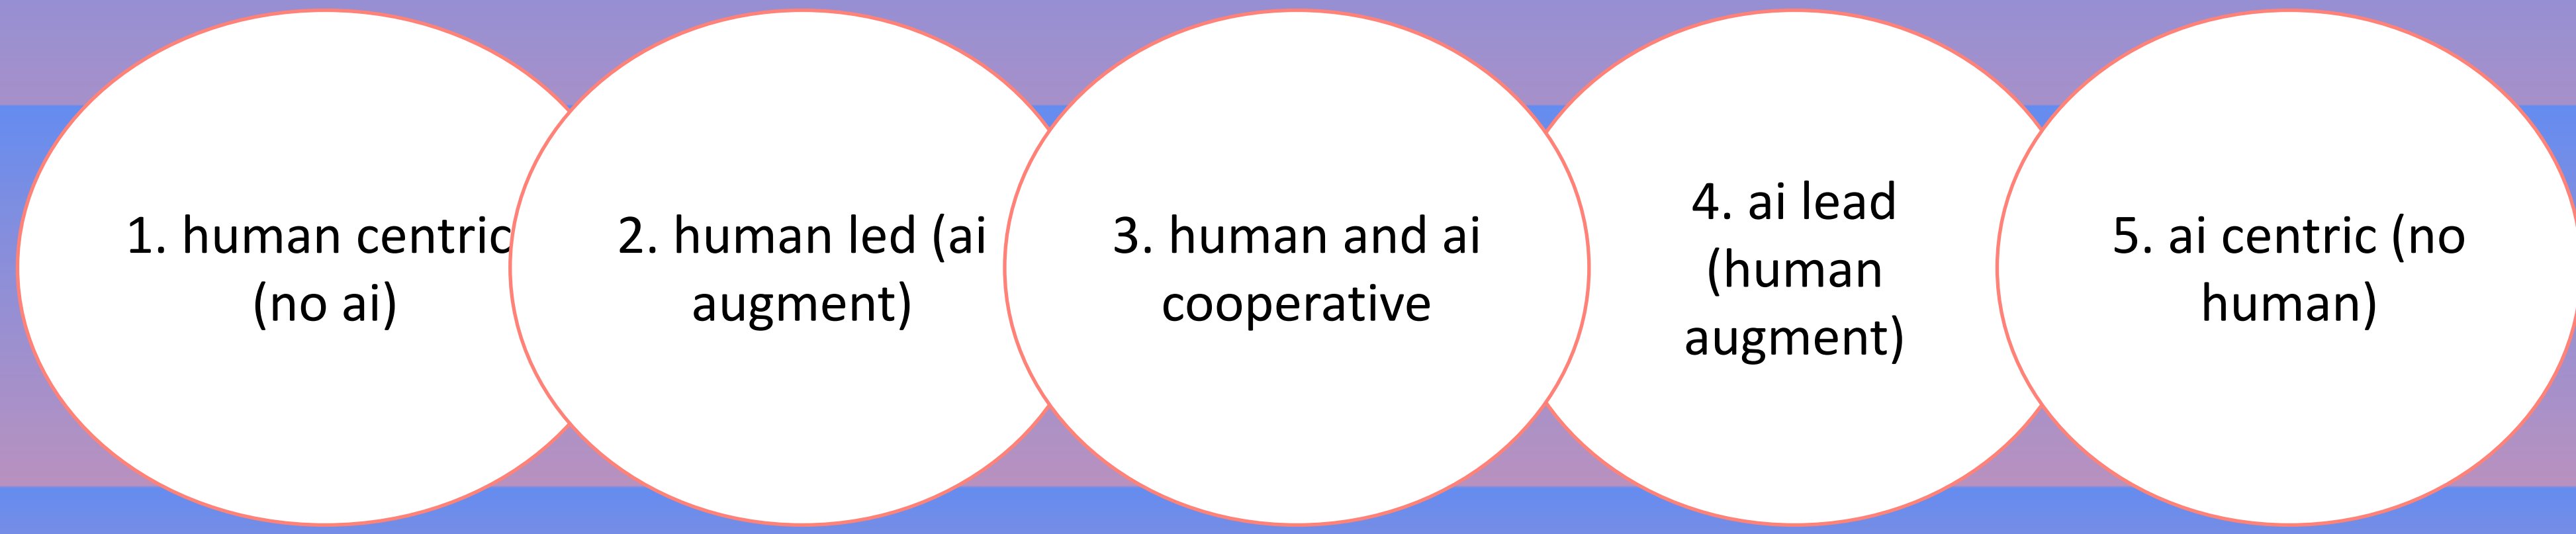 1. human centric
(no ai)
2. human led (ai
augment)
3. human and ai
cooperative
4. ai lead
(human
augment)
5. ai centric (no
human)